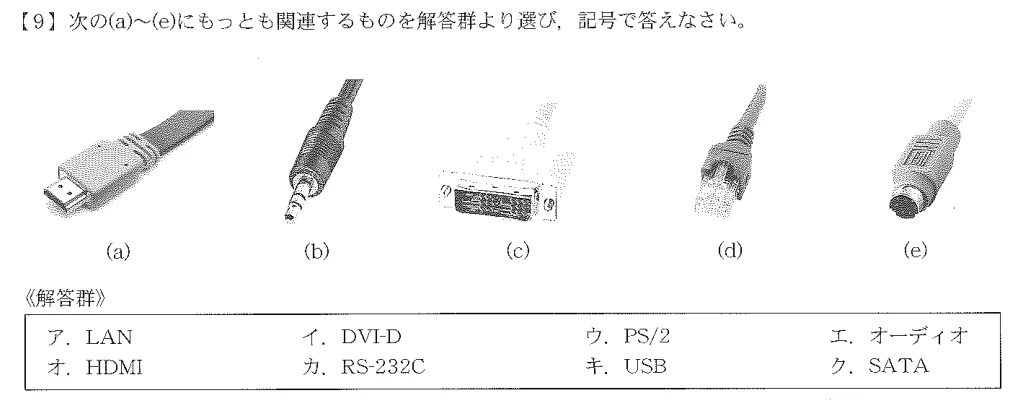 【9】次の(a)～(e)にもっとも関連するものを解答群より選び，記号で答えなさい。
(a) (b) (c) (d) (e)
《解答群》
ア．LAN イ．DVI-D ウ．PS/2 エ．オーディオ
オ．HDMI カ．RS-232C キ．USB ク．SATA